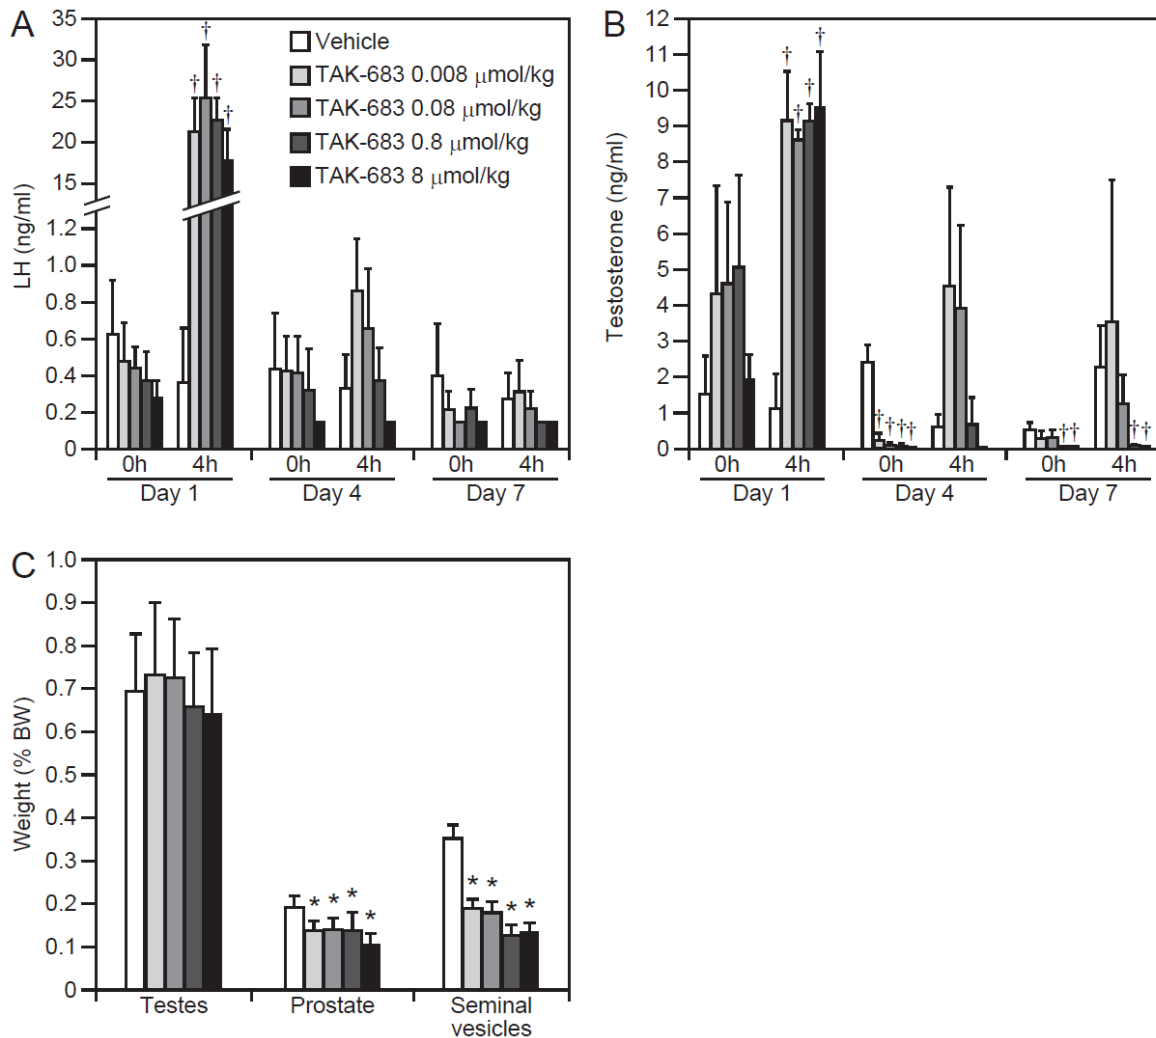 A
LH (ng/ml)
35
30
25
20
15
1.2
1.0
0.8
0.6
0.4
0.2
0
† † † †
Vehicle
TAK-683 0.008 µmol/kg
TAK-683 0.08 µmol/kg
TAK-683 0.8 µmol/kg
TAK-683 8 µmol/kg
0h 4h 0h 4h 0h 4h
Day 1 Day 4 Day 7
B
Testosterone (ng/ml)
12
11
10
9
8
7
6
5
4
3
2
1
0
† † † †
† † † †
† †
† †
0h 4h 0h 4h 0h 4h
Day 1 Day 4 Day 7
C
Weight (% BW)
1.0
0.9
0.8
0.7
0.6
0.5
0.4
0.3
0.2
0.1
0
* * * *
* * * *
Testes Prostate Seminal
vesicles